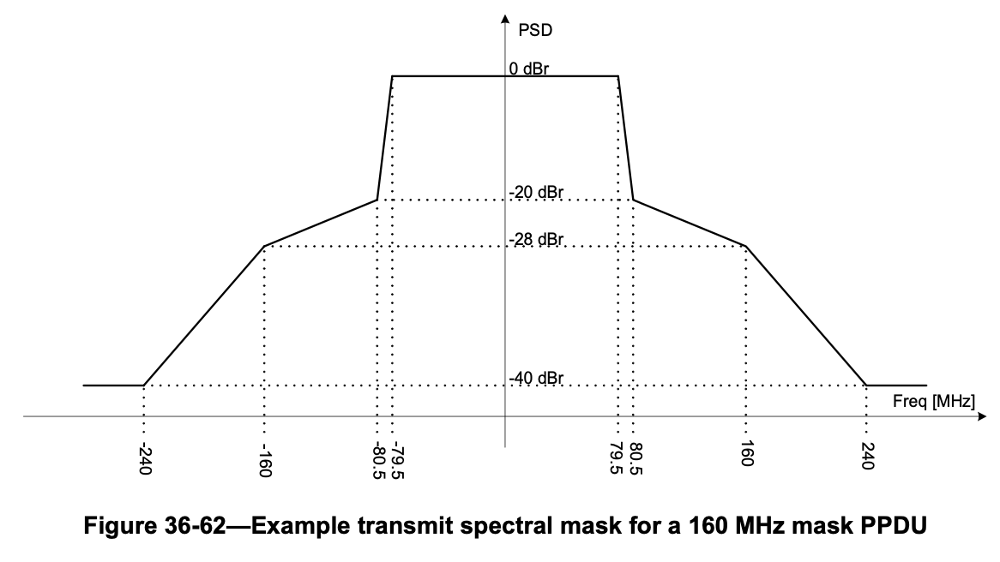 PSD
0 dBr
-20 dBr
-28 dBr
-40 dBr
Freq [MHz]
-240
-160
-80.5
-79.5
79.5
80.5
160
240
Figure 36-62—Example transmit spectral mask for a 160 MHz mask PPDU